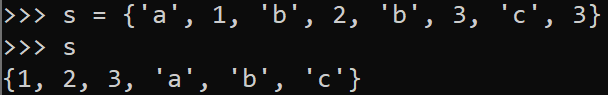 >>> s = {'a', 1, 'b', 2, 'b', 3, 'c', 3}
>>> s
{1, 2, 3, 'a', 'b', 'c'}